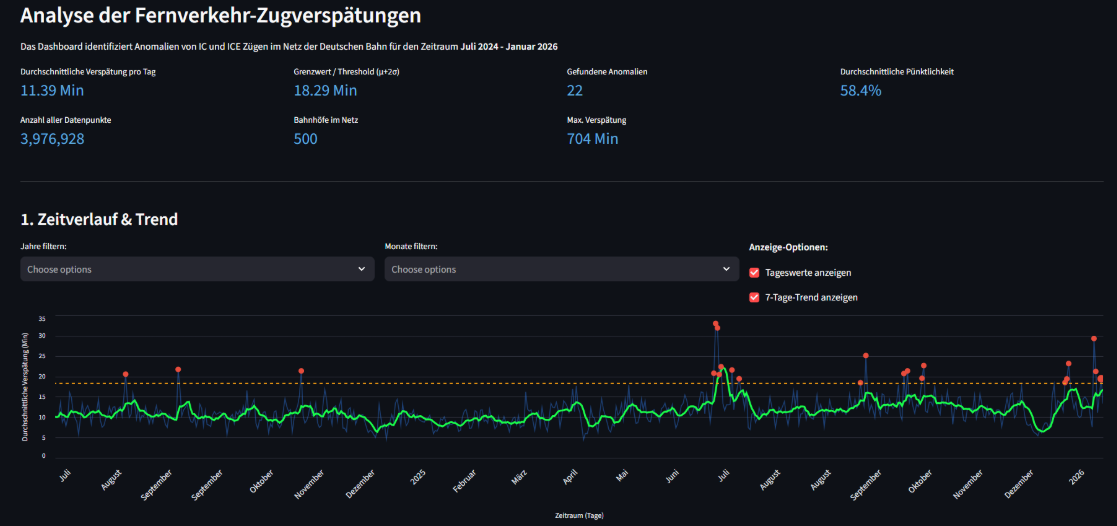 Analyse der Fernverkehr-Zugverspätungen
Das Dashboard identifiziert Anomalien von IC und ICE Zügen im Netz der Deutschen Bahn für den Zeitraum Juli 2024 - Januar 2026
Durchschnittliche Verspätung pro Tag
11.39 Min
Grenzwert / Threshold (μ+2σ)
18.29 Min
Gefundene Anomalien
22
Durchschnittliche Pünktlichkeit
58.4%
Anzahl aller Datenpunkte
3,976,928
Bahnhöfe im Netz
500
Max. Verspätung
704 Min
1. Zeitverlauf & Trend
Jahre filtern:
Choose options
Monate filtern:
Choose options
Anzeige-Optionen:
Tageswerte anzeigen
7-Tage-Trend anzeigen
Durchschnittliche Verspätung (Min)
35
30
25
20
15
10
5
0
Juli
August
September
September
Oktober
November
Dezember
2025
Februar
März
April
Mai
Juni
Juli
August
August
September
Oktober
November
Dezember
2026
Zeitraum (Tage)